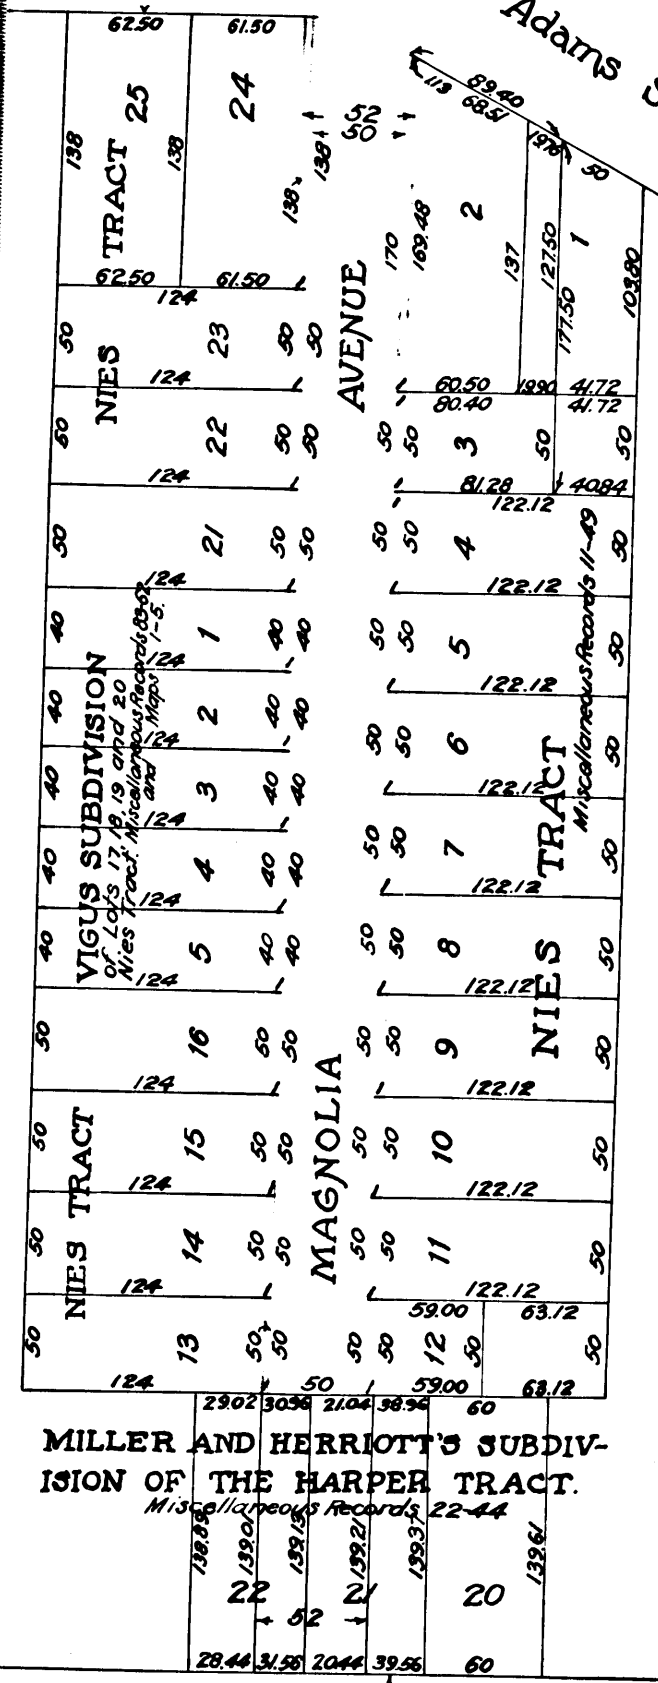 Adams S
62.50 61.50
25 24
138 138 138 138
TRACT
62.50 61.50
124
52
50
89.40
113 68.51
19.76
50
2 1
170 169.48
137 127.50
177.50
103.80
AVENUE
NIES
50 23 50 50
124
60.50 19.90 41.72
80.40 41.72
50 22 50 50
50 50 3 50 50
124
81.28 40.84
122.12
50 21 50 50
50 50 4 50
124
122.12
40 1 40 40
50 50 5 50
124
122.12
40 2 40 40
50 50 6 50
124
122.12
40 3 40 40
50 50 7 50
124
122.12
40 4 40 40
50 50 8 50
124
122.12
40 5 40 40
124
VIGUS SUBDIVISION
of Lots 17, 18, 19 and 20
Nies Tract. Miscellaneous Records 83-62
and Maps 1-5.
NIES TRACT
Miscellaneous Records 11-49
50 16 50 50
50 50 9 50
124
122.12
MAGNOLIA
50 15 50 50
50 50 10 50
124
122.12
50 14 50 50
50 50 11 50
124
122.12
NIES TRACT
59.00 63.12
50 13 50 50
50 50 12 50 50
124 50 59.00 63.12
29.02 30.96 21.04 38.96 60
MILLER AND HERRIOTT'S SUBDIV-
ISION OF THE HARPER TRACT.
Miscellaneous Records 22-44
138.89 139.01 139.13 139.21 139.37 139.61
22 21 20
52
28.44 31.56 20.44 39.56 60